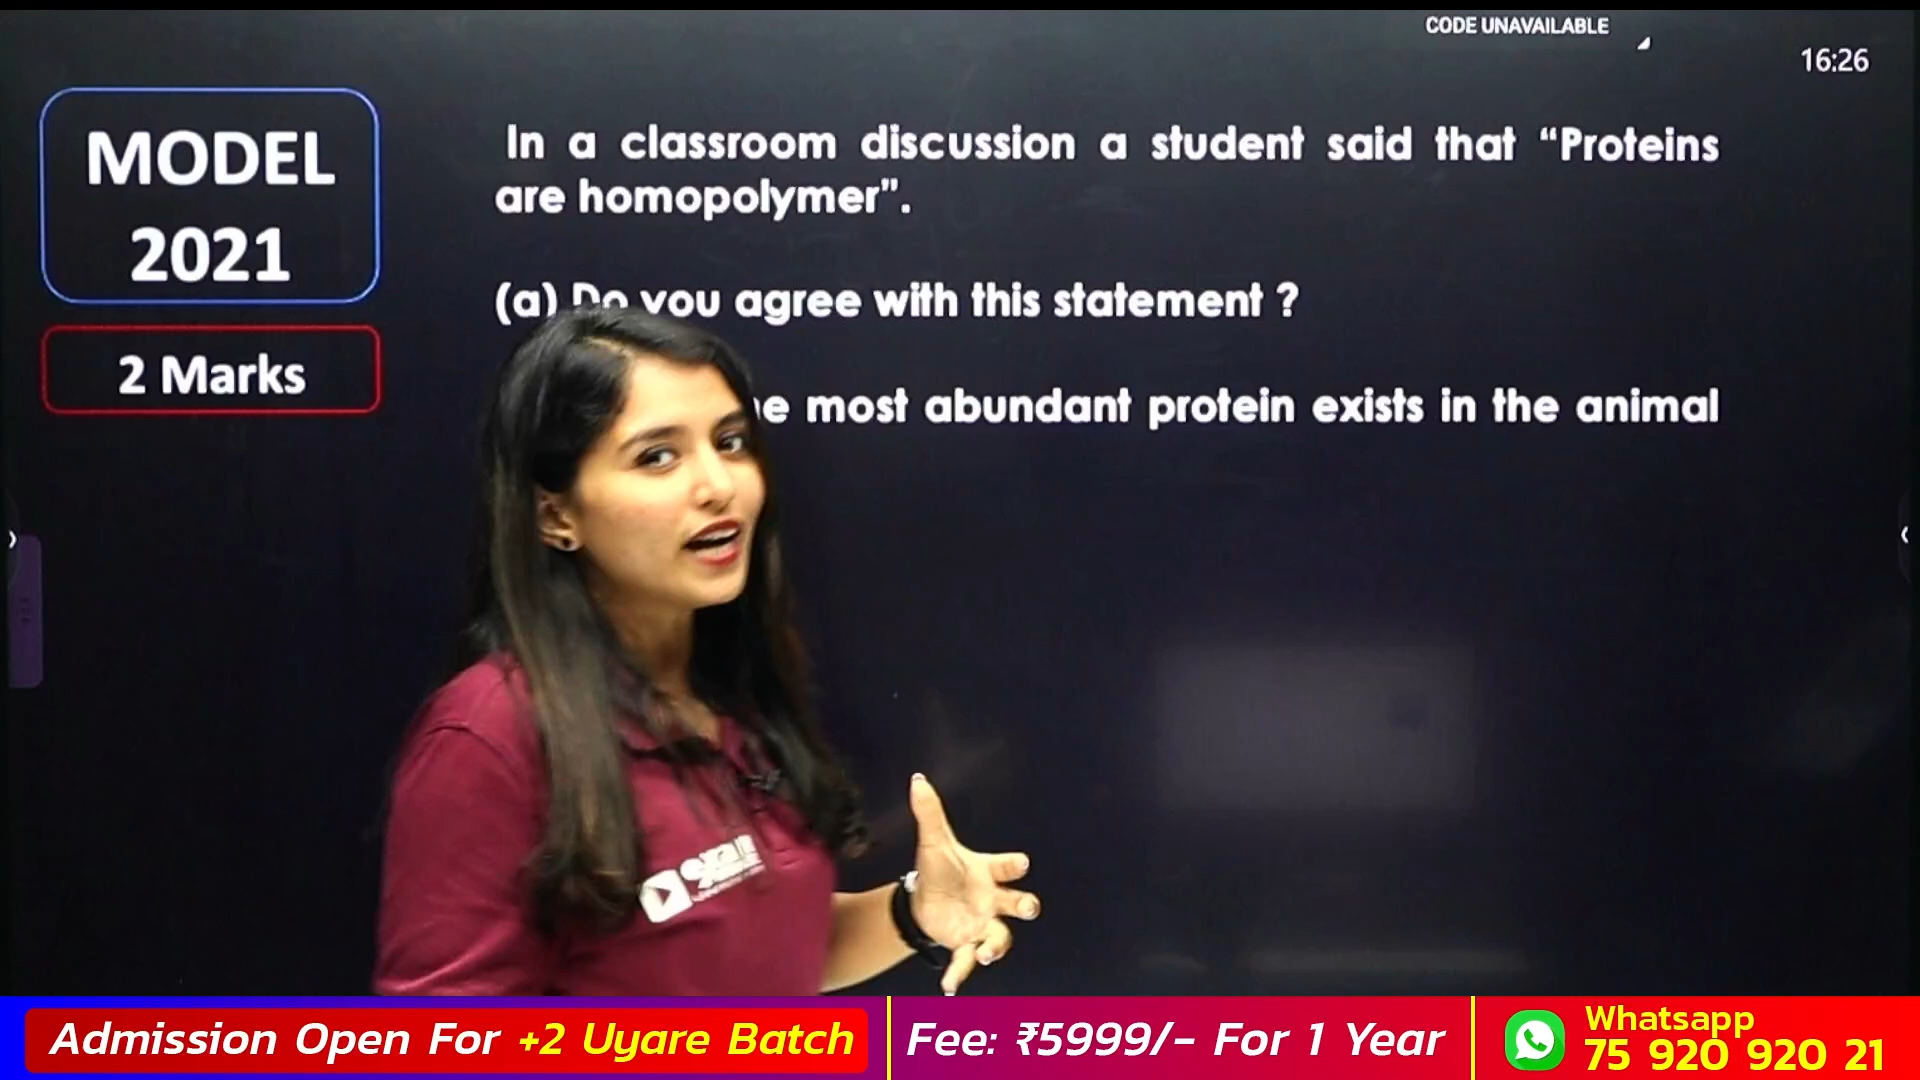 CODE UNAVAILABLE
16:26
MODEL
2021
2 Marks
In a classroom discussion a student said that “Proteins
are homopolymer”.
(a) Do you agree with this statement ?
most abundant protein exists in the animal
Admission Open For +2 Uyare Batch
Fee: ₹5999/- For 1 Year
Whatsapp
75 920 920 21